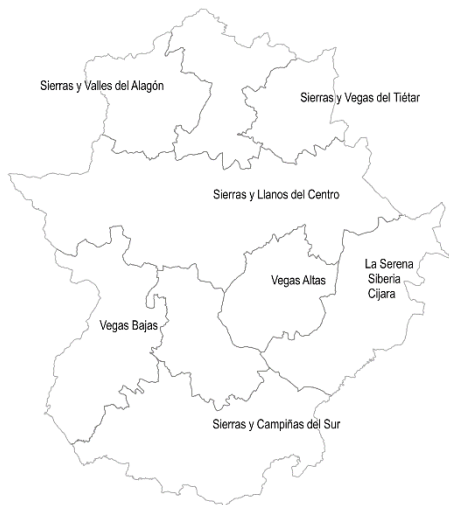 Sierras y Valles del Alagón
Sierras y Vegas del Tiétar
Sierras y Llanos del Centro
La Serena
Siberia
Cijara
Vegas Altas
Vegas Bajas
Sierras y Campiñas del Sur